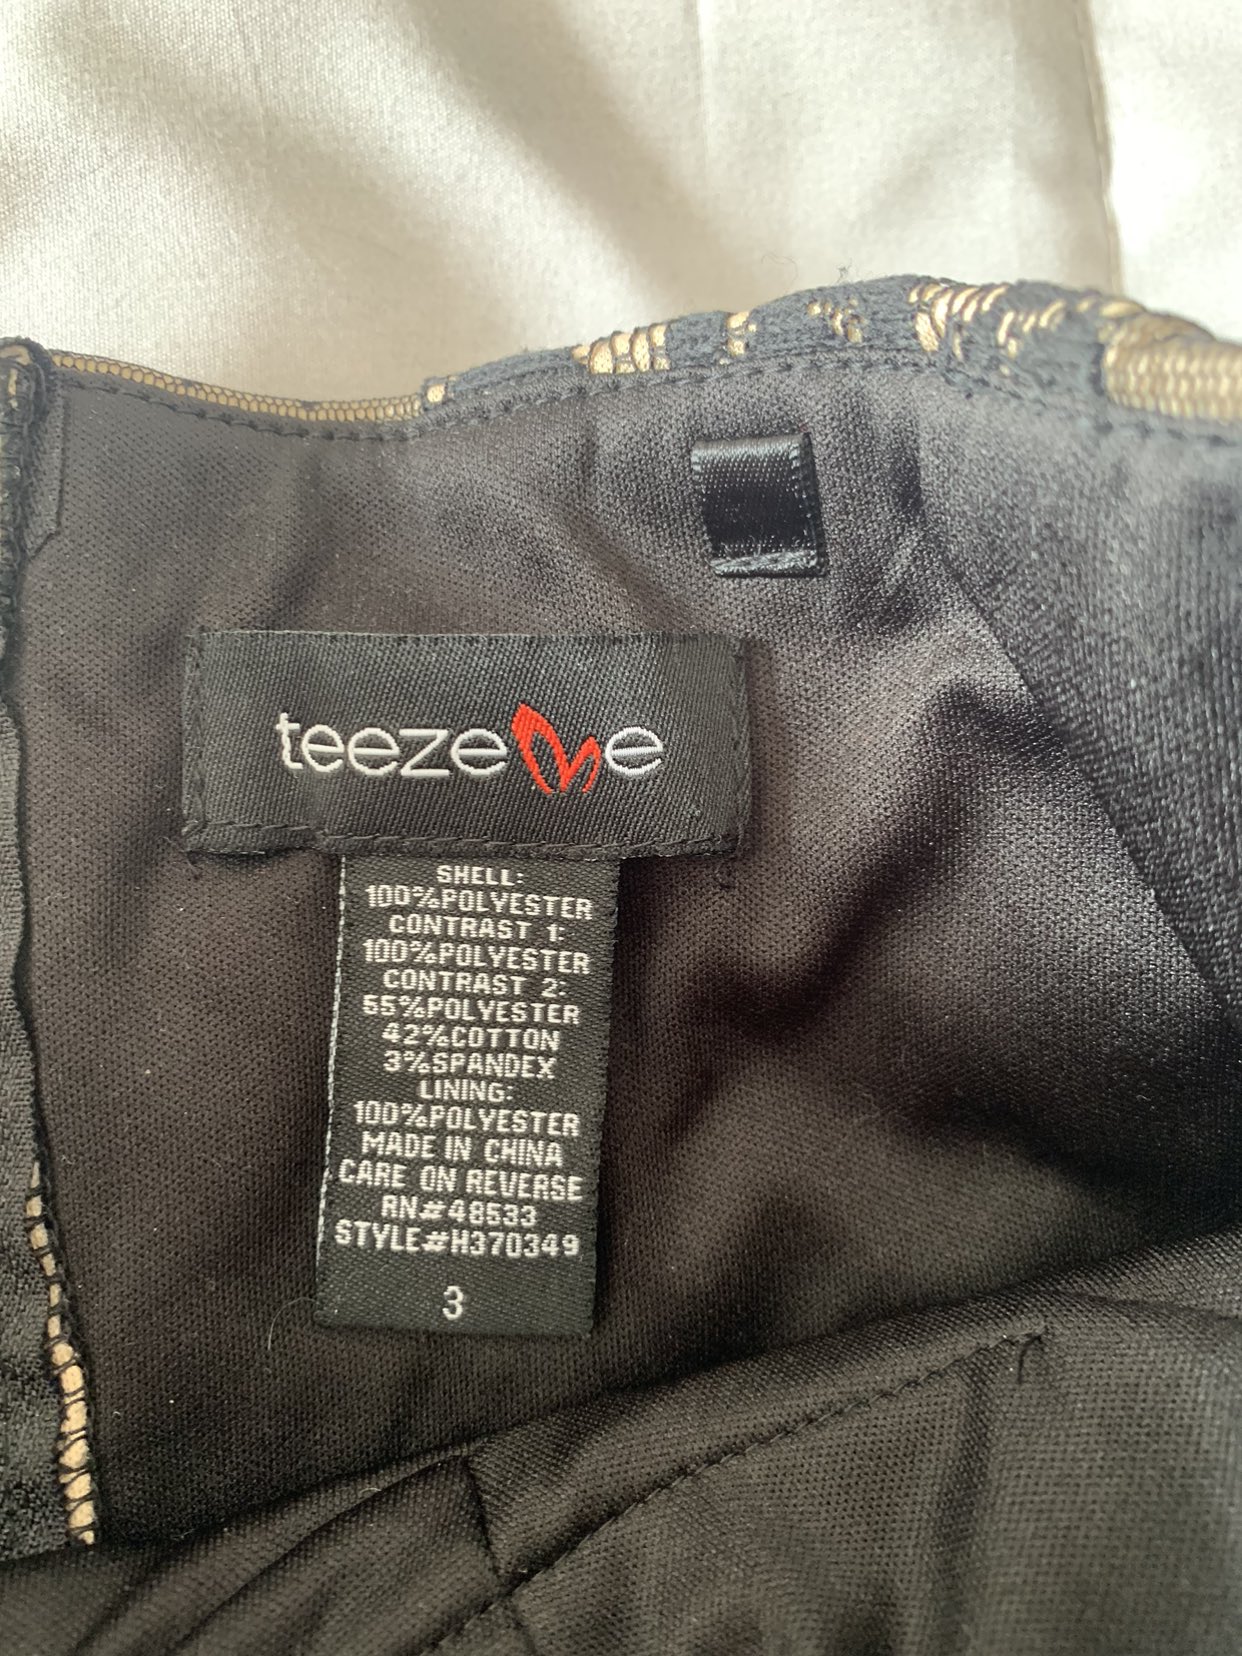 teezeme
SHELL:
100%POLYESTER
CONTRAST 1:
100%POLYESTER
CONTRAST 2:
55%POLYESTER
42%COTTON
3%SPANDEX
LINING:
100%POLYESTER
MADE IN CHINA
CARE ON REVERSE
RN#48533
STYLE#H370349
3